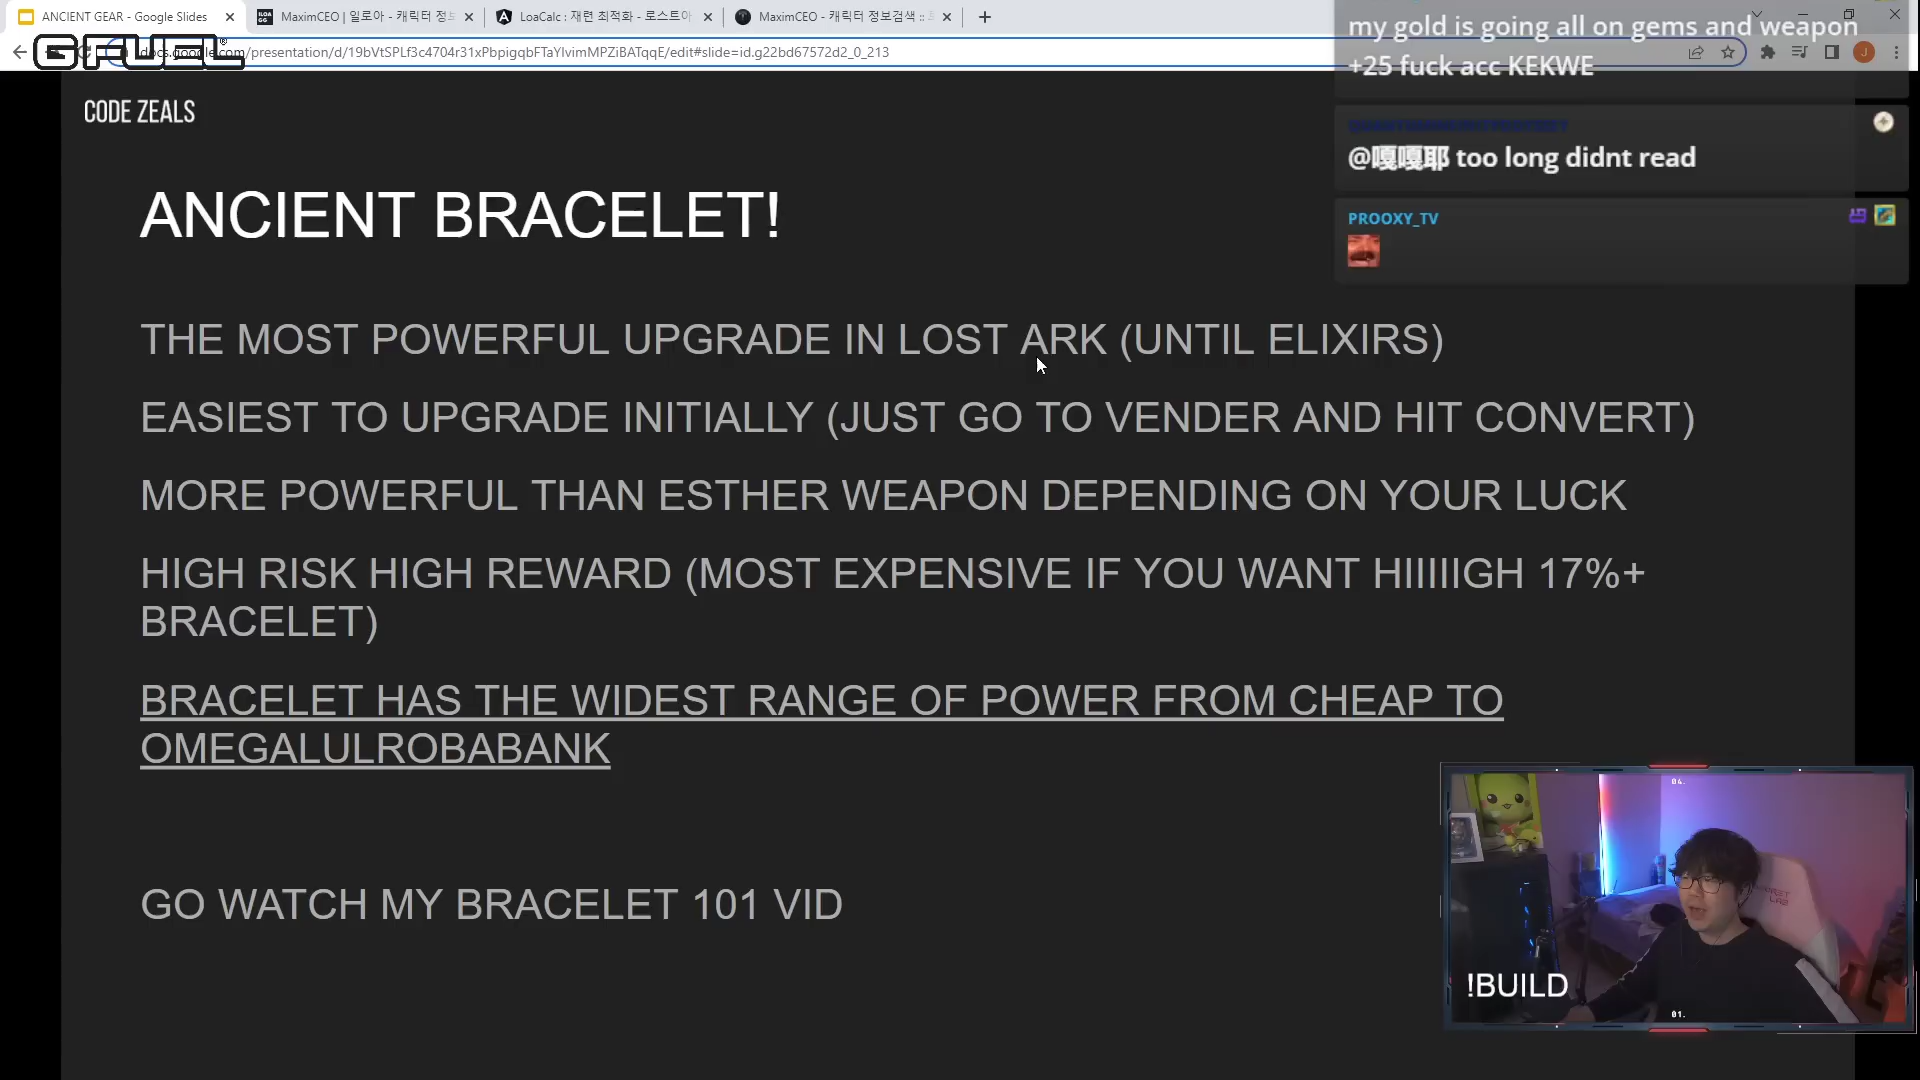 ANCIENT GEAR - Google Slides
MaximCEO | 일로아 - 캐릭터 정보
LoaCalc : 재련 최적화 - 로스트아
MaximCEO - 캐릭터 정보검색 ::
GFUEL
docs.google.com/presentation/d/19bVtSPLf3c4704r31xPbpigqbFTaYlvimMPZiBATqqE/edit#slide=id.g22bd67572d2_0_213
J
my gold is going all on gems and weapon
+25 fuck acc KEKWE
@嘎嘎耶 too long didnt read
PROOXY_TV
CODE ZEALS
ANCIENT BRACELET!
THE MOST POWERFUL UPGRADE IN LOST ARK (UNTIL ELIXIRS)
EASIEST TO UPGRADE INITIALLY (JUST GO TO VENDER AND HIT CONVERT)
MORE POWERFUL THAN ESTHER WEAPON DEPENDING ON YOUR LUCK
HIGH RISK HIGH REWARD (MOST EXPENSIVE IF YOU WANT HIIIIIGH 17%+
BRACELET)
BRACELET HAS THE WIDEST RANGE OF POWER FROM CHEAP TO
OMEGALULROBABANK
GO WATCH MY BRACELET 101 VID
04.
!BUILD
01.